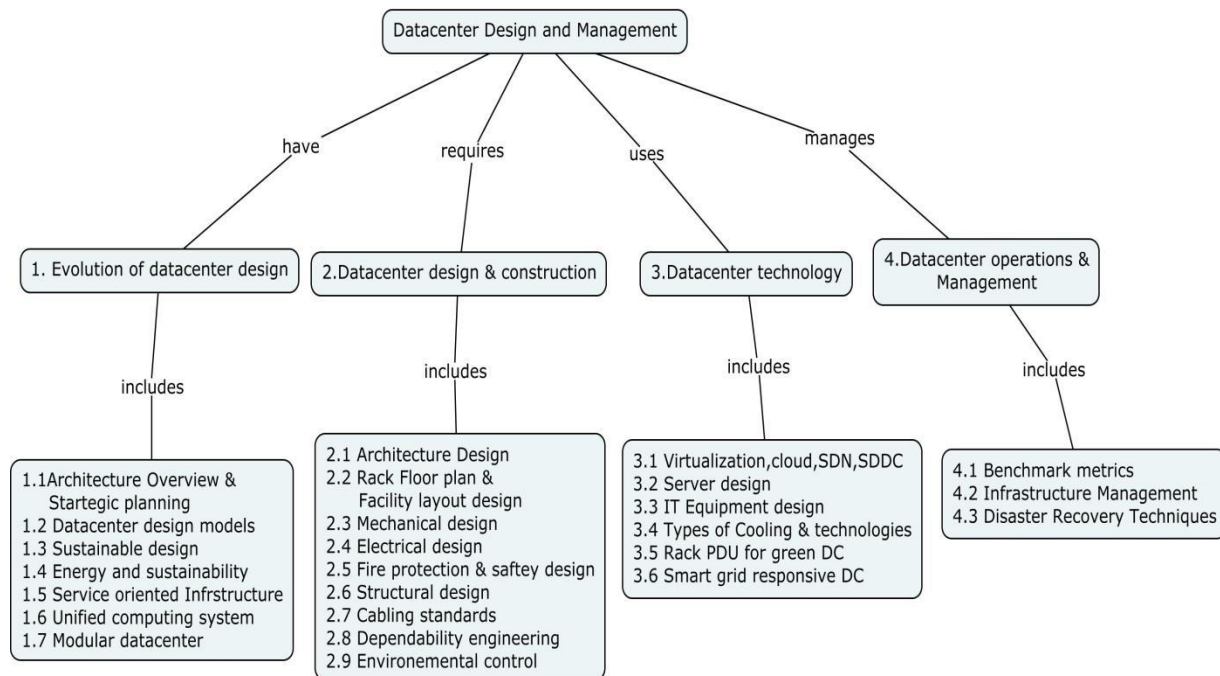 Datacenter Design and Management
have
requires
uses
manages
1. Evolution of datacenter design
2.Datacenter design & construction
3.Datacenter technology
4.Datacenter operations &
Management
includes
includes
includes
includes
1.1Architecture Overview &
Startegic planning
1.2 Datacenter design models
1.3 Sustainable design
1.4 Energy and sustainability
1.5 Service oriented Infrstructure
1.6 Unified computing system
1.7 Modular datacenter
2.1 Architecture Design
2.2 Rack Floor plan &
Facility layout design
2.3 Mechanical design
2.4 Electrical design
2.5 Fire protection & saftey design
2.6 Structural design
2.7 Cabling standards
2.8 Dependability engineering
2.9 Environemental control
3.1 Virtualization,cloud,SDN,SDDC
3.2 Server design
3.3 IT Equipment design
3.4 Types of Cooling & technologies
3.5 Rack PDU for green DC
3.6 Smart grid responsive DC
4.1 Benchmark metrics
4.2 Infrastructure Management
4.3 Disaster Recovery Techniques